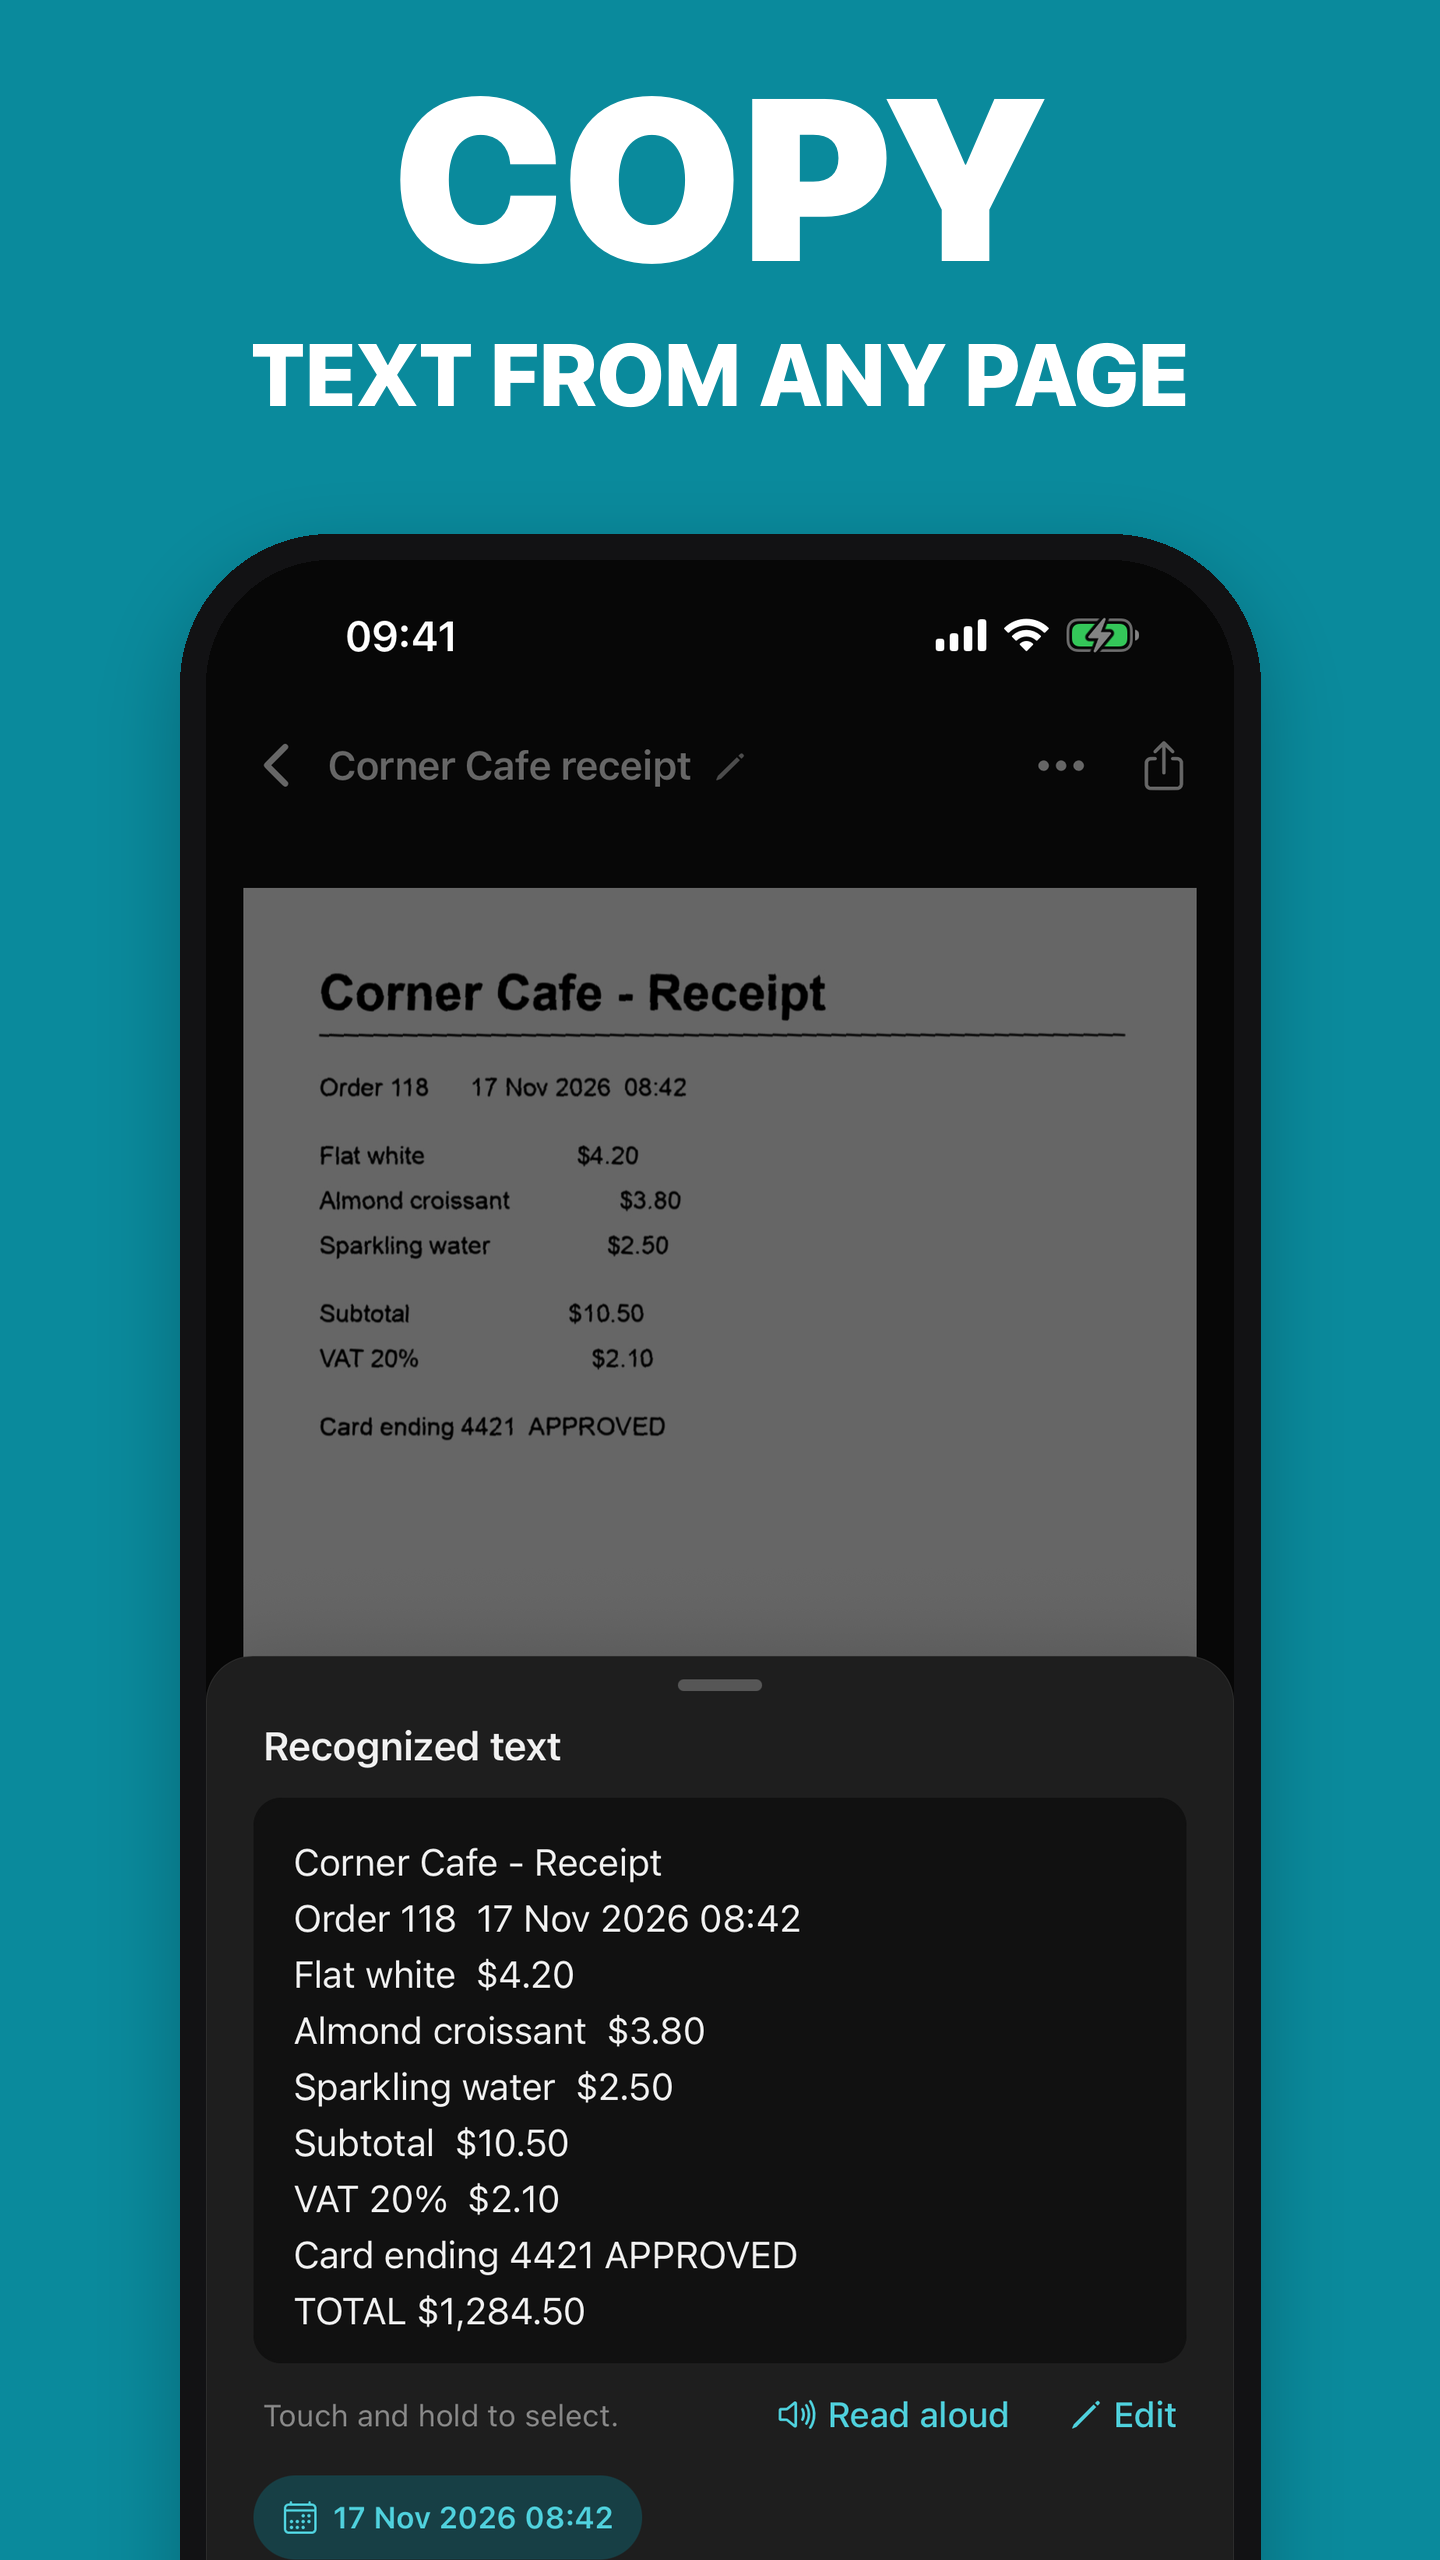 COPY
TEXT FROM ANY PAGE
09:41
Corner Cafe receipt
Corner Cafe - Receipt
Order 118 17 Nov 2026 08:42
Flat white $4.20
Almond croissant $3.80
Sparkling water $2.50
Subtotal $10.50
VAT 20% $2.10
Card ending 4421 APPROVED
Recognized text
Corner Cafe - Receipt
Order 118 17 Nov 2026 08:42
Flat white $4.20
Almond croissant $3.80
Sparkling water $2.50
Subtotal $10.50
VAT 20% $2.10
Card ending 4421 APPROVED
TOTAL $1,284.50
Touch and hold to select. Read aloud Edit
17 Nov 2026 08:42